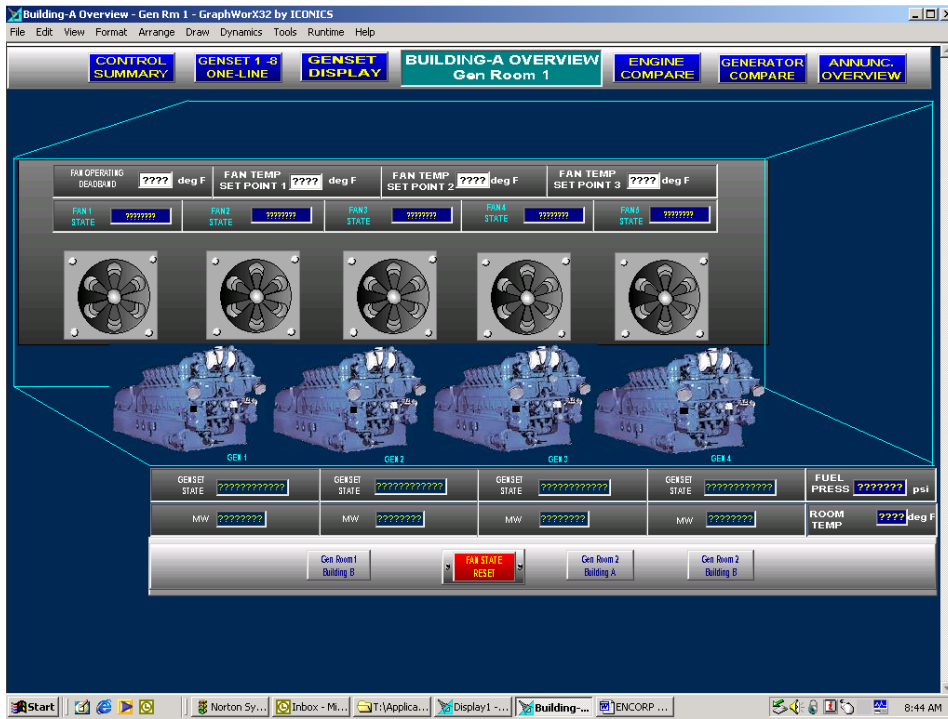 Building-A Overview - Gen Rm 1 - GraphWorX32 by ICONICS
File Edit View Format Arrange Draw Dynamics Tools Runtime Help
CONTROL SUMMARY
GENSET 1 -8 ONE-LINE
GENSET DISPLAY
BUILDING-A OVERVIEW
Gen Room 1
ENGINE COMPARE
GENERATOR COMPARE
ANNUNC. OVERVIEW
FAN OPERATING DEADBAND ???? deg F
FAN TEMP SET POINT 1 ???? deg F
FAN TEMP SET POINT 2 ???? deg F
FAN TEMP SET POINT 3 ???? deg F
FAN 1 STATE ????????
FAN2 STATE ????????
FAN3 STATE ????????
FAN4 STATE ????????
FAN5 STATE ????????
GEN 1
GEN 2
GEN 3
GEN 4
GENSET STATE ????????????
GENSET STATE ????????????
GENSET STATE ????????????
GENSET STATE ????????????
FUEL PRESS ??????? psi
MW ????????
MW ????????
MW ????????
MW ????????
ROOM TEMP ???? deg F
Gen Room 1 Building B
FAN STATE RESET
Gen Room 2 Building A
Gen Room 2 Building B
Start
Norton Sy...
Inbox - Mi...
T:\Applica...
Display1 -...
Building-...
ENCORP ...
8:44 AM